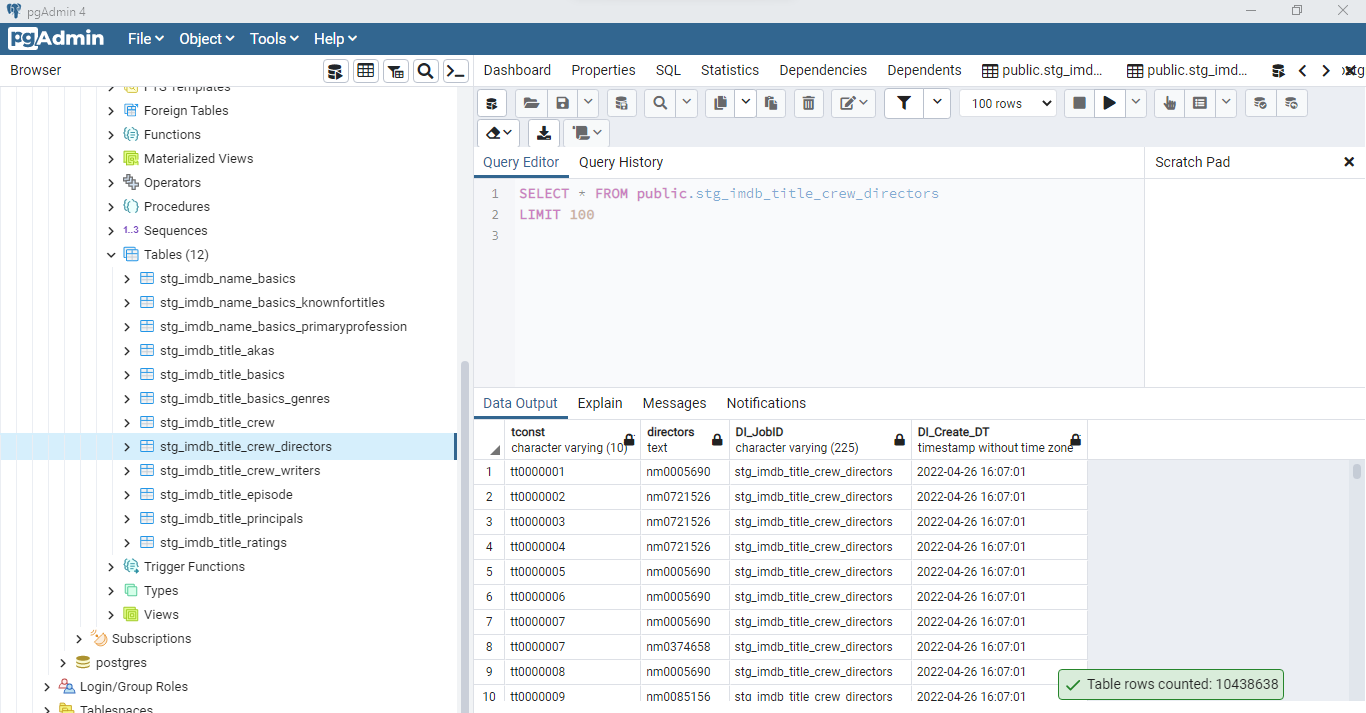 pgAdmin 4
pgAdmin File Object Tools Help
Browser
Dashboard Properties SQL Statistics Dependencies Dependents public.stg_imd... public.stg_imd...
100 rows
FTS Templates
Foreign Tables
Functions
Materialized Views
Operators
Procedures
1..3 Sequences
Tables (12)
stg_imdb_name_basics
stg_imdb_name_basics_knownfortitles
stg_imdb_name_basics_primaryprofession
stg_imdb_title_akas
stg_imdb_title_basics
stg_imdb_title_basics_genres
stg_imdb_title_crew
stg_imdb_title_crew_directors
stg_imdb_title_crew_writers
stg_imdb_title_episode
stg_imdb_title_principals
stg_imdb_title_ratings
Trigger Functions
Types
Views
Subscriptions
postgres
Login/Group Roles
Tablespaces
Query Editor Query History
Scratch Pad
1 SELECT * FROM public.stg_imdb_title_crew_directors
2 LIMIT 100
3
Data Output Explain Messages Notifications
tconst directors DI_JobID DI_Create_DT
character varying (10) text character varying (225) timestamp without time zone
1 tt0000001 nm0005690 stg_imdb_title_crew_directors 2022-04-26 16:07:01
2 tt0000002 nm0721526 stg_imdb_title_crew_directors 2022-04-26 16:07:01
3 tt0000003 nm0721526 stg_imdb_title_crew_directors 2022-04-26 16:07:01
4 tt0000004 nm0721526 stg_imdb_title_crew_directors 2022-04-26 16:07:01
5 tt0000005 nm0005690 stg_imdb_title_crew_directors 2022-04-26 16:07:01
6 tt0000006 nm0005690 stg_imdb_title_crew_directors 2022-04-26 16:07:01
7 tt0000007 nm0005690 stg_imdb_title_crew_directors 2022-04-26 16:07:01
8 tt0000007 nm0374658 stg_imdb_title_crew_directors 2022-04-26 16:07:01
9 tt0000008 nm0005690 stg_imdb_title_crew_directors 2022-04-26 16:07:01
10 tt0000009 nm0085156 stg_imdb_title_crew_directors 2022-04-26 16:07:01
Table rows counted: 10438638